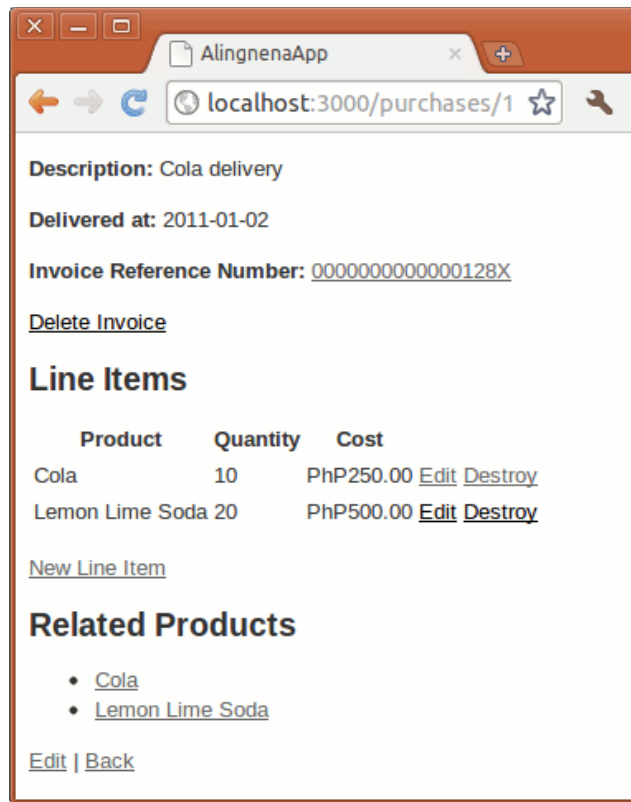 AlingnenaApp
localhost:3000/purchases/1
Description: Cola delivery
Delivered at: 2011-01-02
Invoice Reference Number: 0000000000000128X
Delete Invoice
Line Items
Product Quantity Cost
Cola 10 PhP250.00 Edit Destroy
Lemon Lime Soda 20 PhP500.00 Edit Destroy
New Line Item
Related Products
• Cola
• Lemon Lime Soda
Edit | Back